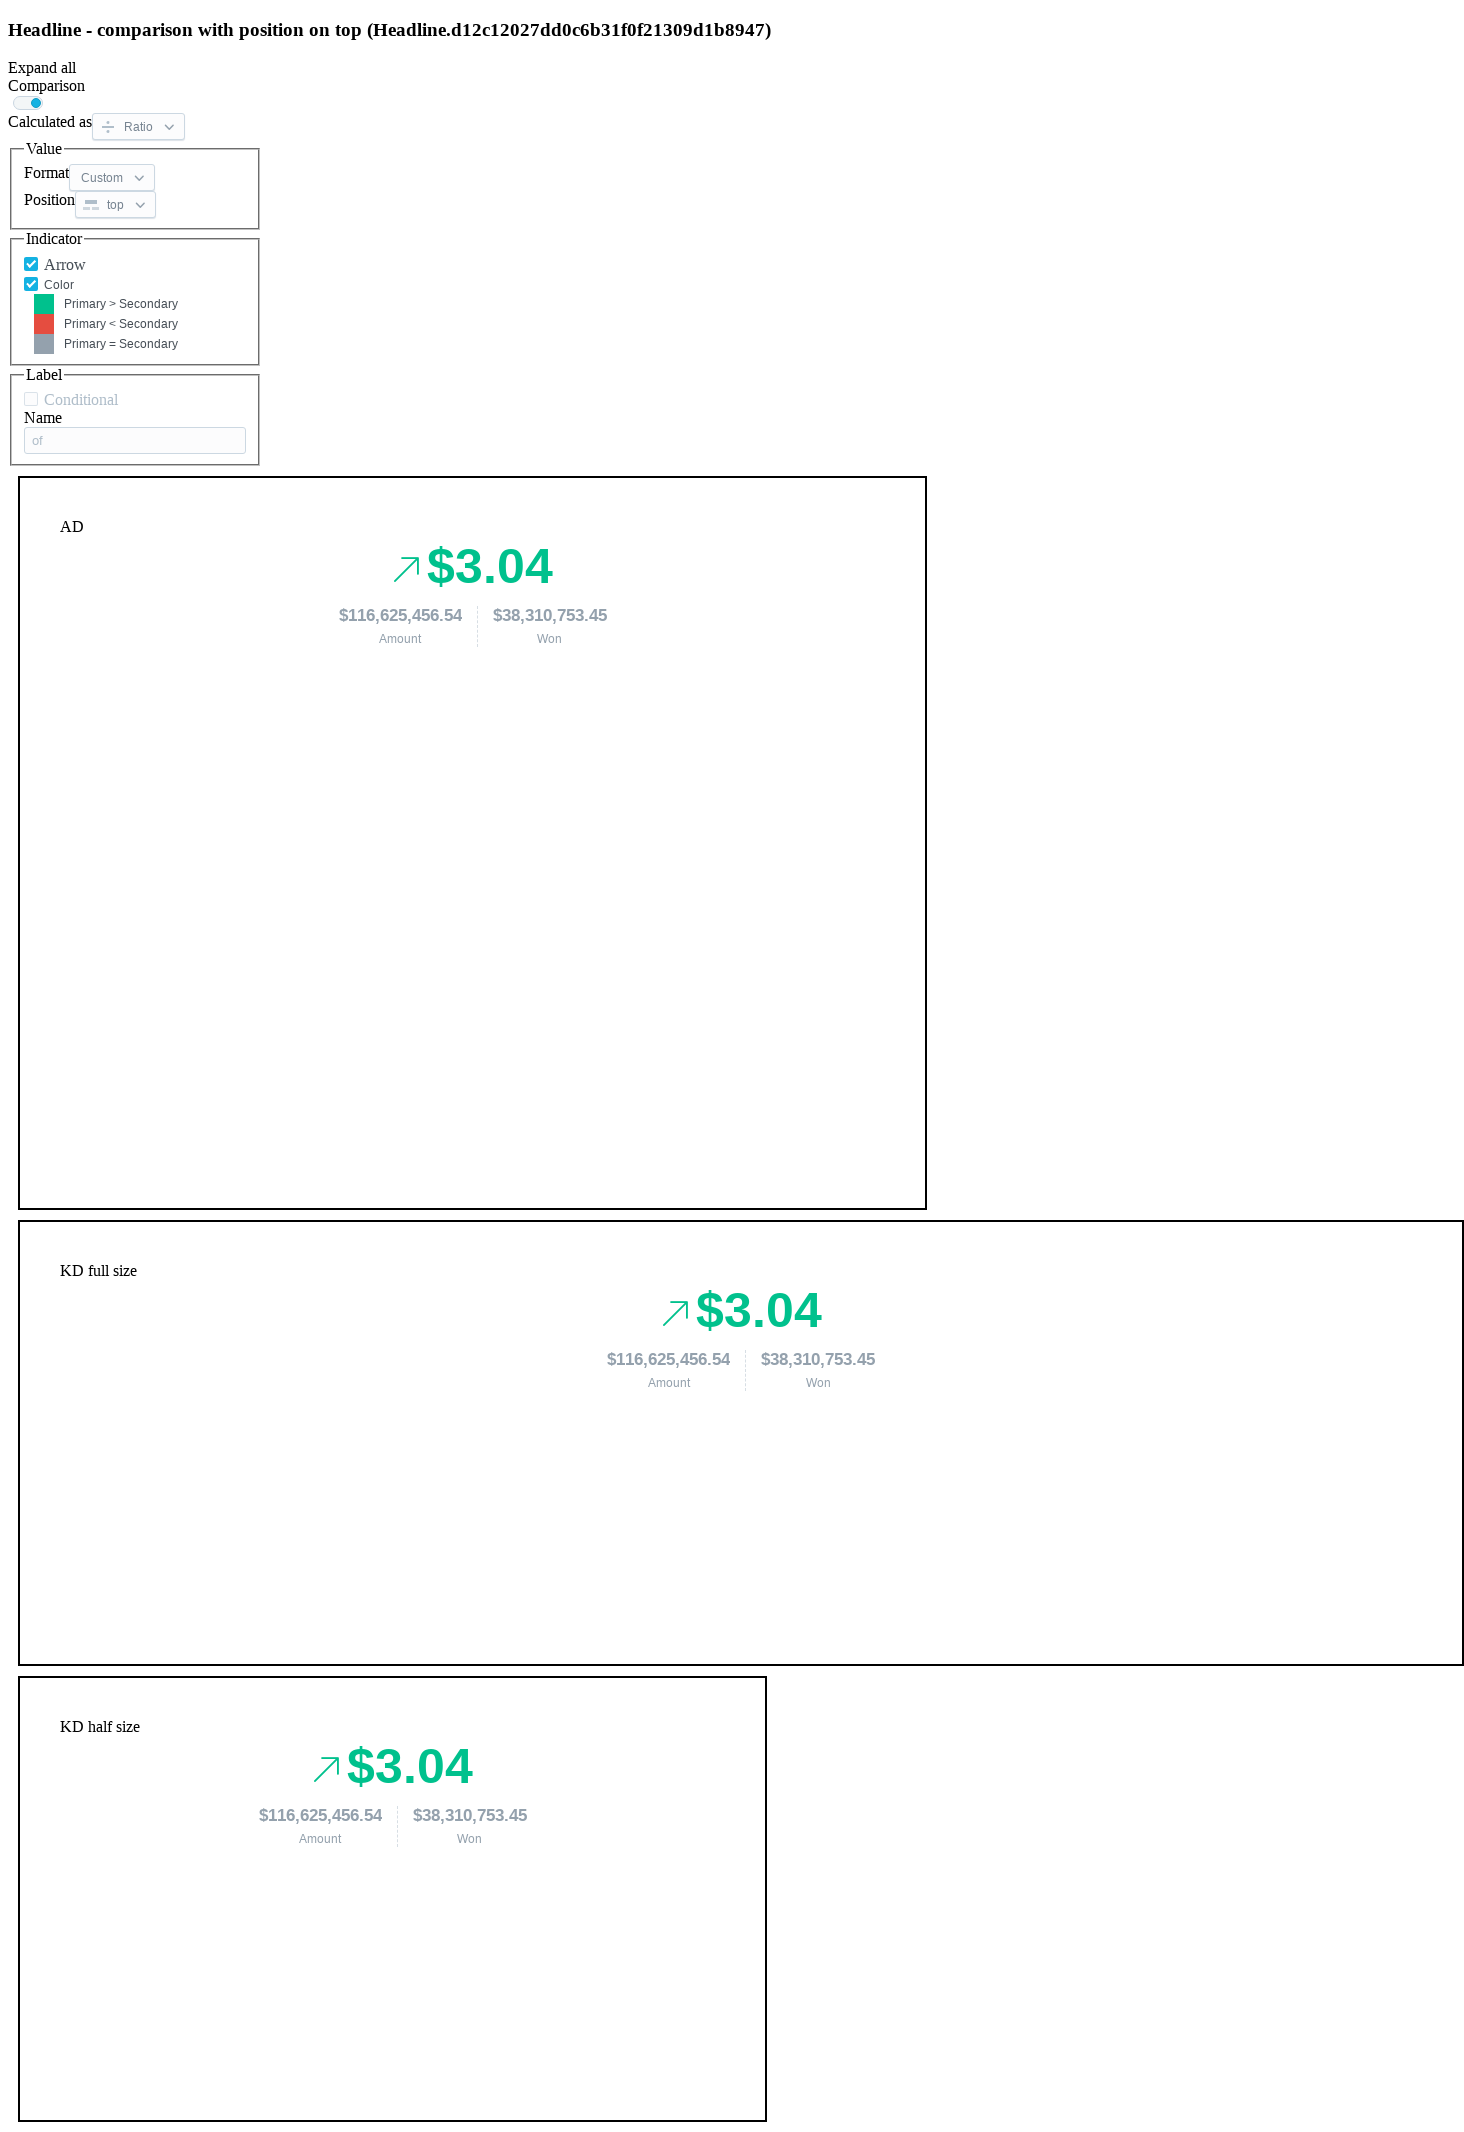 Headline - comparison with position on top (Headline.d12c12027dd0c6b31f0f21309d1b8947)
Expand all
Comparison
Calculated as Ratio
Value
Format Custom
Position top
Indicator
Arrow
Color
Primary > Secondary
Primary < Secondary
Primary = Secondary
Label
Conditional
Name
of
AD
$3.04
$116,625,456.54 $38,310,753.45
Amount Won
KD full size
$3.04
$116,625,456.54 $38,310,753.45
Amount Won
KD half size
$3.04
$116,625,456.54 $38,310,753.45
Amount Won